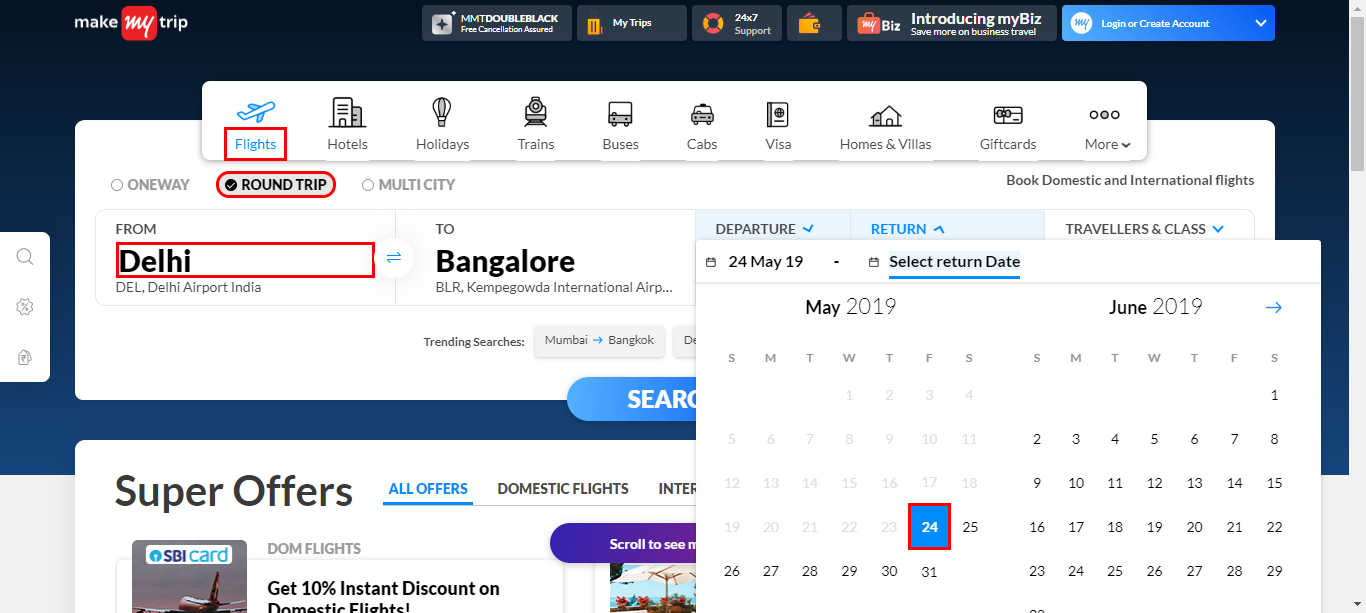 make my trip
MMTDOUBLEBLACK
Free Cancellation Assured
My Trips
24x7
Support
my Biz
Introducing myBiz
Save more on business travel
my
Login or Create Account
Flights
Hotels
Holidays
Trains
Buses
Cabs
Visa
Homes & Villas
Giftcards
More
ONEWAY
ROUND TRIP
MULTI CITY
Book Domestic and International flights
FROM
Delhi
DEL, Delhi Airport India
TO
Bangalore
BLR, Kempegowda International Airp...
DEPARTURE
RETURN
TRAVELLERS & CLASS
24 May 19 -
Select return Date
Trending Searches:
Mumbai → Bangkok
De
SEARC
May 2019
S M T W T F S
1 2 3 4
5 6 7 8 9 10 11
12 13 14 15 16 17 18
19 20 21 22 23 24 25
26 27 28 29 30 31
June 2019
S M T W T F S
1
2 3 4 5 6 7 8
9 10 11 12 13 14 15
16 17 18 19 20 21 22
23 24 25 26 27 28 29
Super Offers
ALL OFFERS
DOMESTIC FLIGHTS
INTER
SBI card
DOM FLIGHTS
Get 10% Instant Discount on
Domestic Flights!
Scroll to see m